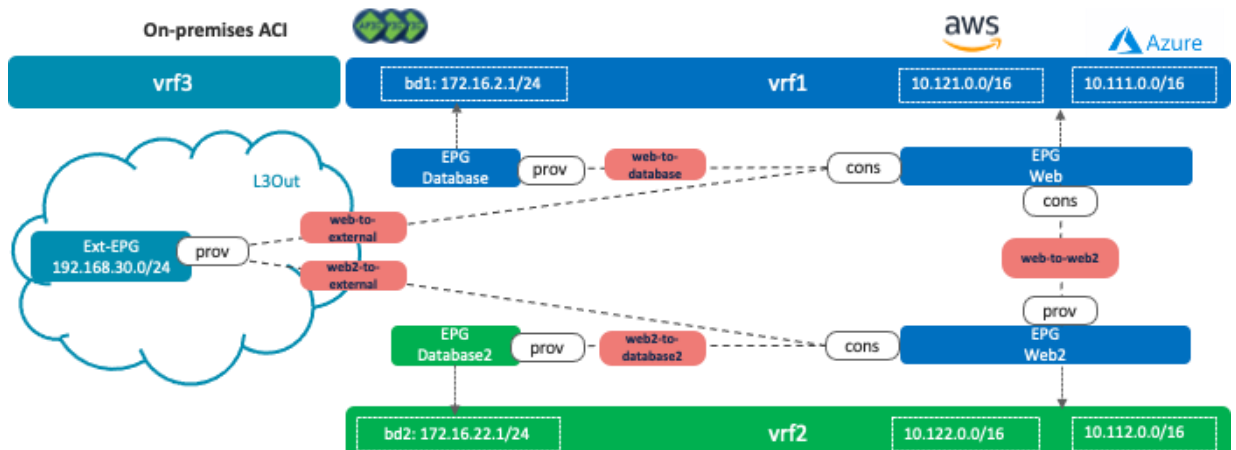 On-premises ACI
aws
Azure
vrf3
bd1: 172.16.2.1/24
vrf1
10.121.0.0/16
10.111.0.0/16
EPG
Database
prov
web-to-
database
cons
EPG
Web
L3Out
cons
web-to-
external
Ext-EPG
192.168.30.0/24
prov
web2-to-
external
web-to-web2
prov
EPG
Database2
prov
web2-to-
database2
cons
EPG
Web2
bd2: 172.16.22.1/24
vrf2
10.122.0.0/16
10.112.0.0/16